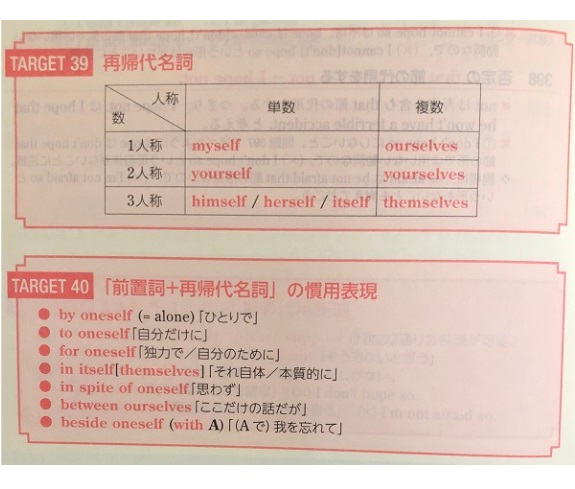 TARGET 39 再帰代名詞
人称
数
単数 複数
1人称 myself ourselves
2人称 yourself yourselves
3人称 himself / herself / itself themselves
TARGET 40 「前置詞+再帰代名詞」の慣用表現
● by oneself (= alone)「ひとりで」
● to oneself「自分だけに」
● for oneself「独力で/自分のために」
● in itself[themselves]「それ自体/本質的に」
● in spite of oneself「思わず」
● between ourselves「ここだけの話だが」
● beside oneself (with A)「(A で) 我を忘れて」